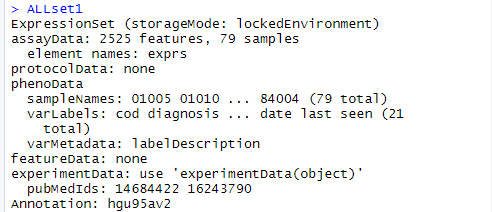 > ALLset1
ExpressionSet (storageMode: lockedEnvironment)
assayData: 2525 features, 79 samples
  element names: exprs
protocolData: none
phenoData
  sampleNames: 01005 01010 ... 84004 (79 total)
  varLabels: cod diagnosis ... date last seen (21
    total)
  varMetadata: labelDescription
featureData: none
experimentData: use 'experimentData(object)'
  pubMedIds: 14684422 16243790
Annotation: hgu95av2